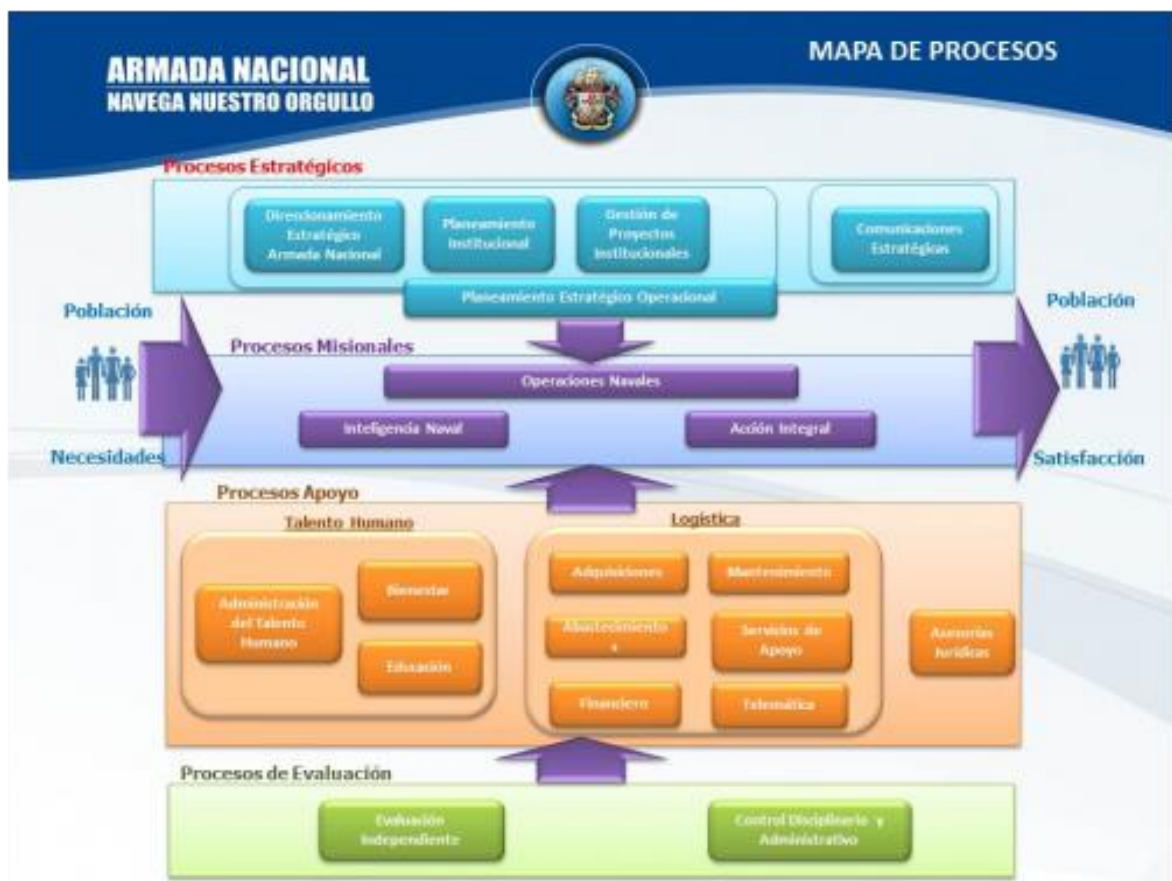 ARMADA NACIONAL
NAVEGA NUESTRO ORGULLO
MAPA DE PROCESOS
Procesos Estratégicos
Direccionamiento
Estratégico
Armada Nacional
Planeamiento
Institucional
Gestión de
Proyectos
Institucionales
Comunicaciones
Estratégicas
Planeamiento Estratégico Operacional
Población
Necesidades
Procesos Misionales
Operaciones Navales
Inteligencia Naval
Acción Integral
Población
Satisfacción
Procesos Apoyo
Talento Humano
Administración
del Talento
Humano
Bienestar
Educación
Logística
Adquisiciones
Mantenimiento
Abastecimiento
s
Servicios de
Apoyo
Financiero
Telemática
Asesorías
Jurídicas
Procesos de Evaluación
Evaluación
Independiente
Control Disciplinario y
Administrativo